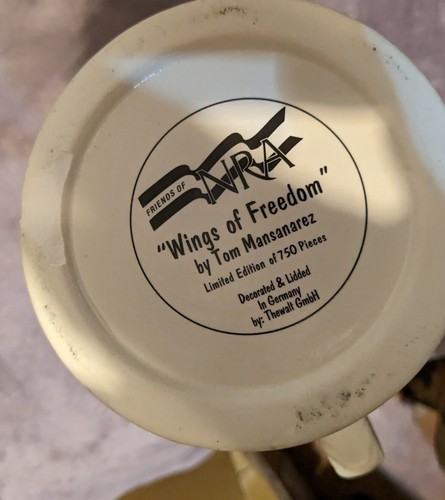 FRIENDS OF NRA
"Wings of Freedom"
by Tom Mansanarez
Limited Edition of 750 Pieces
Decorated & Lidded
In Germany
by: Thewalt GmbH